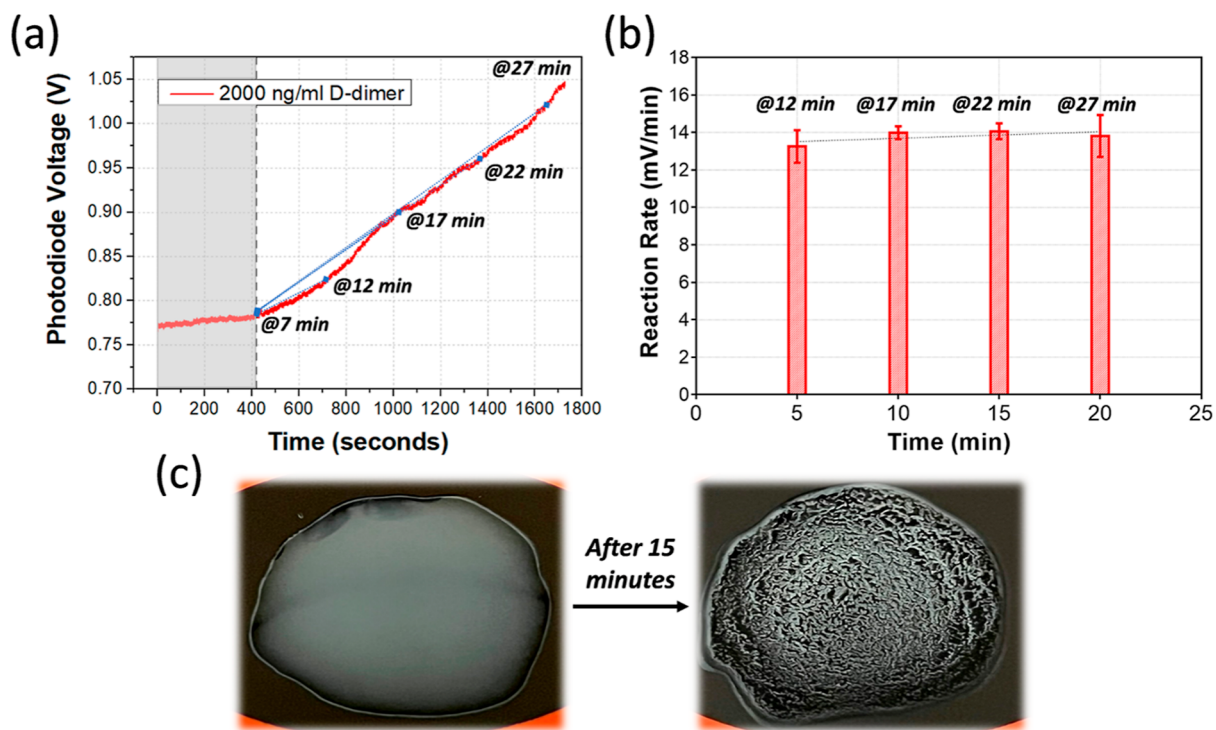 (a)
Photodiode Voltage (V)
1.05
1.00
0.95
0.90
0.85
0.80
0.75
0.70
2000 ng/ml D-dimer
@27 min
@22 min
@17 min
@12 min
@7 min
0 200 400 600 800 1000 1200 1400 1600 1800
Time (seconds)
(b)
Reaction Rate (mV/min)
18
16
14
12
10
8
6
4
2
0
@12 min @17 min @22 min @27 min
0 5 10 15 20 25
Time (min)
(c)
After 15
minutes